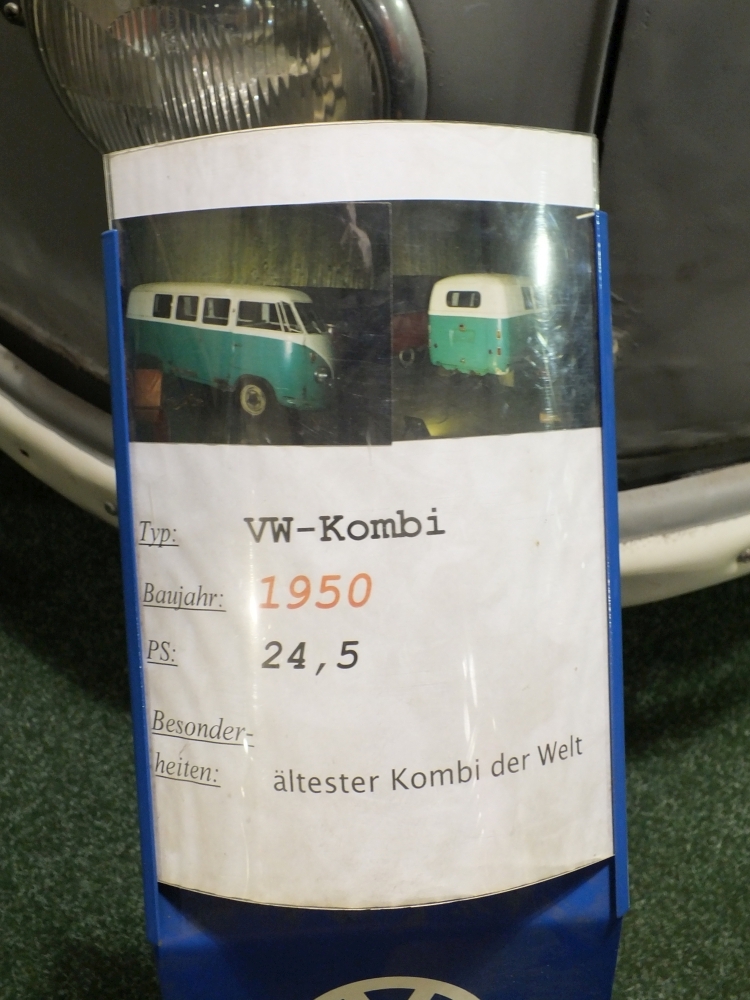 Typ: VW-Kombi
Baujahr: 1950
PS: 24,5
Besonder-
heiten: ältester Kombi der Welt